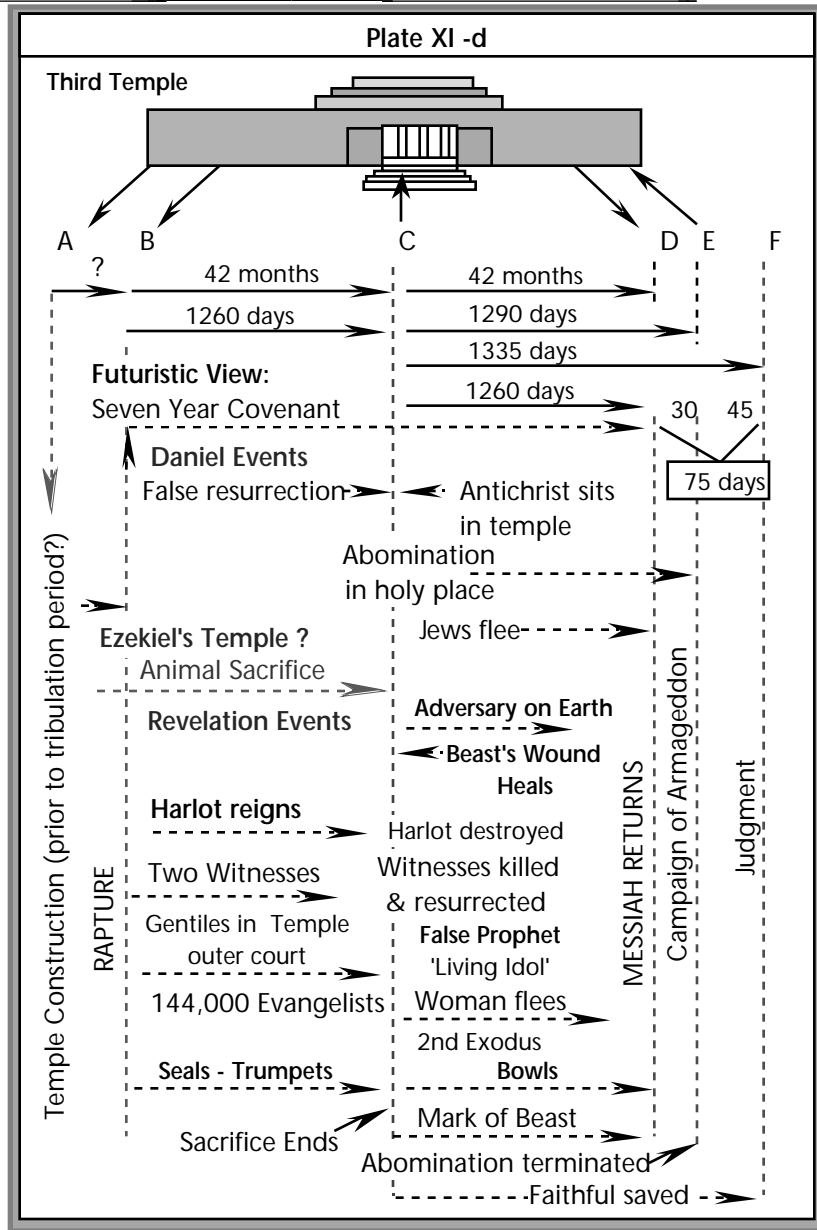 Plate XI -d
Third Temple
A B C D E F
?
42 months 42 months
1260 days 1290 days
1335 days
Futuristic View:
1260 days
Seven Year Covenant
30 45
75 days
Daniel Events
False resurrection
Antichrist sits
in temple
Abomination
in holy place
Jews flee
Ezekiel's Temple ?
Animal Sacrifice
Revelation Events
Adversary on Earth
Beast's Wound
Heals
Harlot reigns
Harlot destroyed
Two Witnesses
Witnesses killed
& resurrected
Gentiles in Temple
outer court
False Prophet
'Living Idol'
144,000 Evangelists
Woman flees
2nd Exodus
Seals - Trumpets
Bowls
Mark of Beast
Sacrifice Ends
Abomination terminated
Faithful saved
Temple Construction (prior to tribulation period?)
RAPTURE
MESSIAH RETURNS
Campaign of Armageddon
Judgment